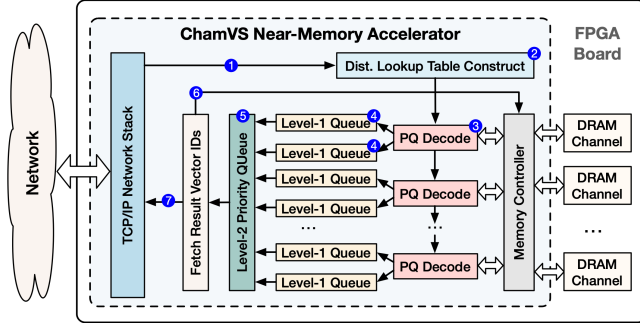 ChamVS Near-Memory Accelerator
FPGA
Board
1
Dist. Lookup Table Construct
2
6
Network
TCP/IP Network Stack
7
Fetch Result Vector IDs
5
Level-2 Priority QUeue
Level-1 Queue
4
Level-1 Queue
4
Level-1 Queue
Level-1 Queue
...
Level-1 Queue
Level-1 Queue
PQ Decode
3
PQ Decode
...
PQ Decode
Memory Controller
DRAM
Channel
DRAM
Channel
...
DRAM
Channel